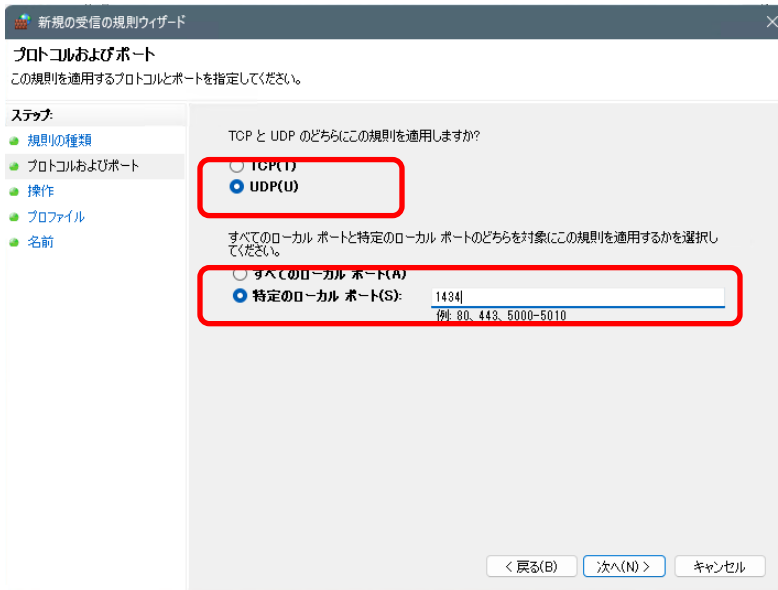 新規の受信の規則ウィザード
プロトコルおよびポート
この規則を適用するプロトコルとポートを指定してください。
ステップ:
規則の種類
プロトコルおよびポート
操作
プロファイル
名前
TCP と UDP のどちらにこの規則を適用しますか?
TCP(T)
UDP(U)
すべてのローカル ポートと特定のローカル ポートのどちらを対象にこの規則を適用するかを選択し
てください。
すべてのローカル ポート(A)
特定のローカル ポート(S):
1434
例: 80、443、5000-5010
< 戻る(B)
次へ(N) >
キャンセル